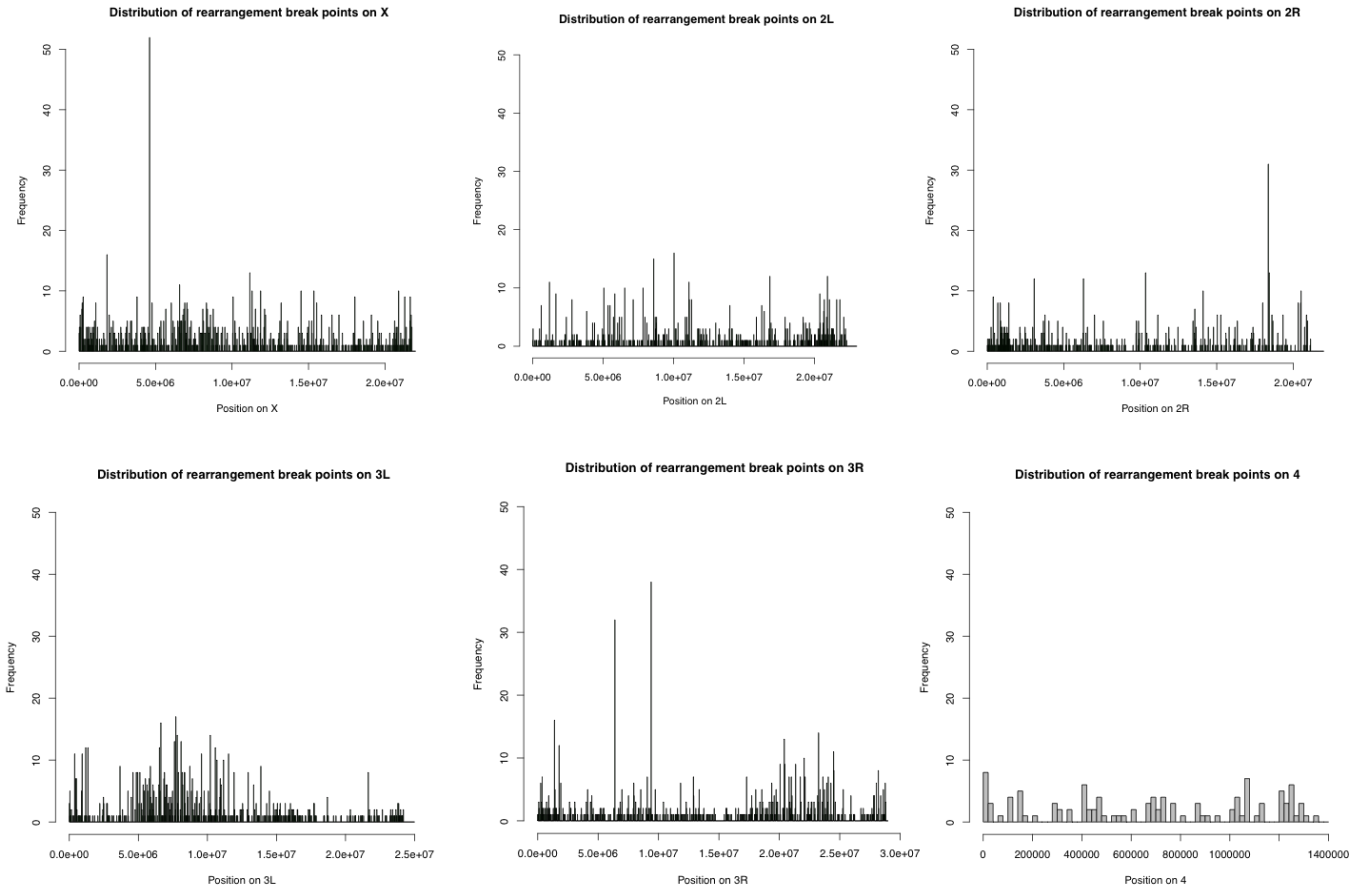 Distribution of rearrangement break points on X
Frequency
0
10
20
30
40
50
0.0e+00 5.0e+06 1.0e+07 1.5e+07 2.0e+07
Position on X
Distribution of rearrangement break points on 2L
Frequency
0
10
20
30
40
50
0.0e+00 5.0e+06 1.0e+07 1.5e+07 2.0e+07
Position on 2L
Distribution of rearrangement break points on 2R
Frequency
0
10
20
30
40
50
0.0e+00 5.0e+06 1.0e+07 1.5e+07 2.0e+07
Position on 2R
Distribution of rearrangement break points on 3L
Frequency
0
10
20
30
40
50
0.0e+00 5.0e+06 1.0e+07 1.5e+07 2.0e+07 2.5e+07
Position on 3L
Distribution of rearrangement break points on 3R
Frequency
0
10
20
30
40
50
0.0e+00 5.0e+06 1.0e+07 1.5e+07 2.0e+07 2.5e+07 3.0e+07
Position on 3R
Distribution of rearrangement break points on 4
Frequency
0
10
20
30
40
50
0 200000 400000 600000 800000 1000000 1400000
Position on 4